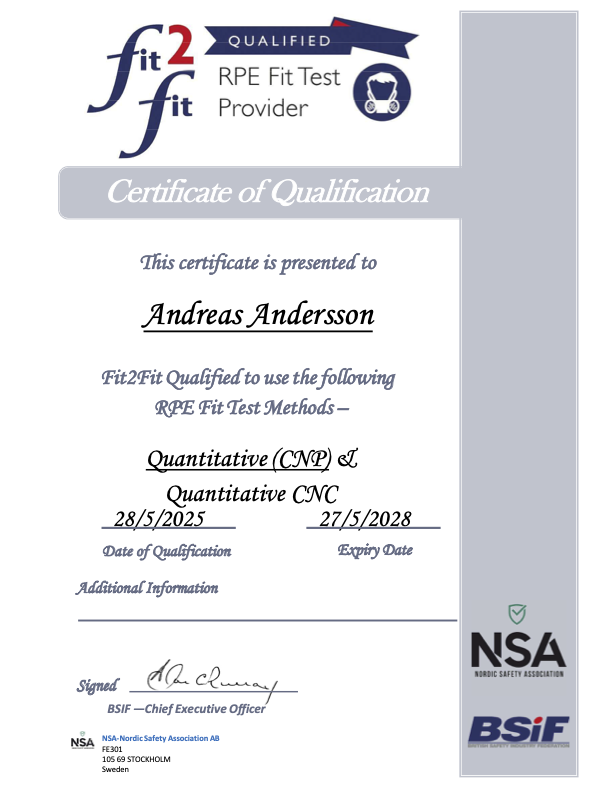 fit2fit
QUALIFIED
RPE Fit Test
Provider
Certificate of Qualification
This certificate is presented to
Andreas Andersson
Fit2Fit Qualified to use the following
RPE Fit Test Methods –
Quantitative (CNP) &
Quantitative CNC
28/5/2025 27/5/2028
Date of Qualification Expiry Date
Additional Information
Signed
BSIF —Chief Executive Officer
NSA
NORDIC SAFETY ASSOCIATION
BSiF
BRITISH SAFETY INDUSTRY FEDERATION
NSA
NSA-Nordic Safety Association AB
FE301
105 69 STOCKHOLM
Sweden